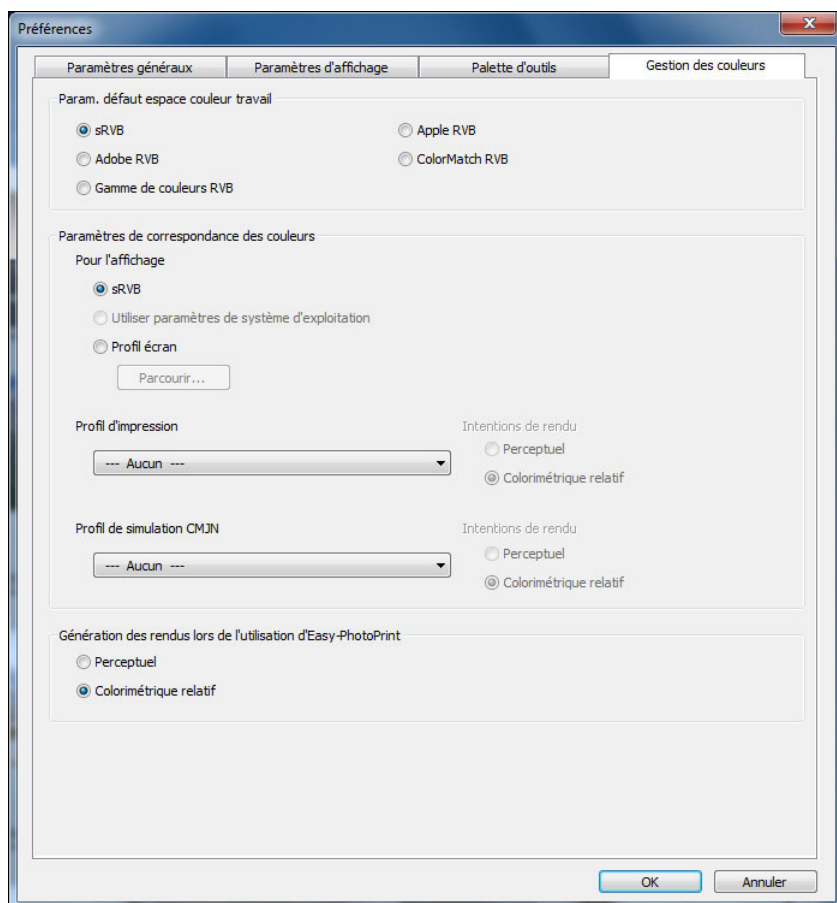 Préférences
Paramètres généraux
Paramètres d'affichage
Palette d'outils
Gestion des couleurs
Param. défaut espace couleur travail
sRVB
Apple RVB
Adobe RVB
ColorMatch RVB
Gamme de couleurs RVB
Paramètres de correspondance des couleurs
Pour l'affichage
sRVB
Utiliser paramètres de système d'exploitation
Profil écran
Parcourir...
Profil d'impression
Intentions de rendu
--- Aucun ---
Perceptuel
Colorimétrique relatif
Profil de simulation CMJN
Intentions de rendu
--- Aucun ---
Perceptuel
Colorimétrique relatif
Génération des rendus lors de l'utilisation d'Easy-PhotoPrint
Perceptuel
Colorimétrique relatif
OK
Annuler